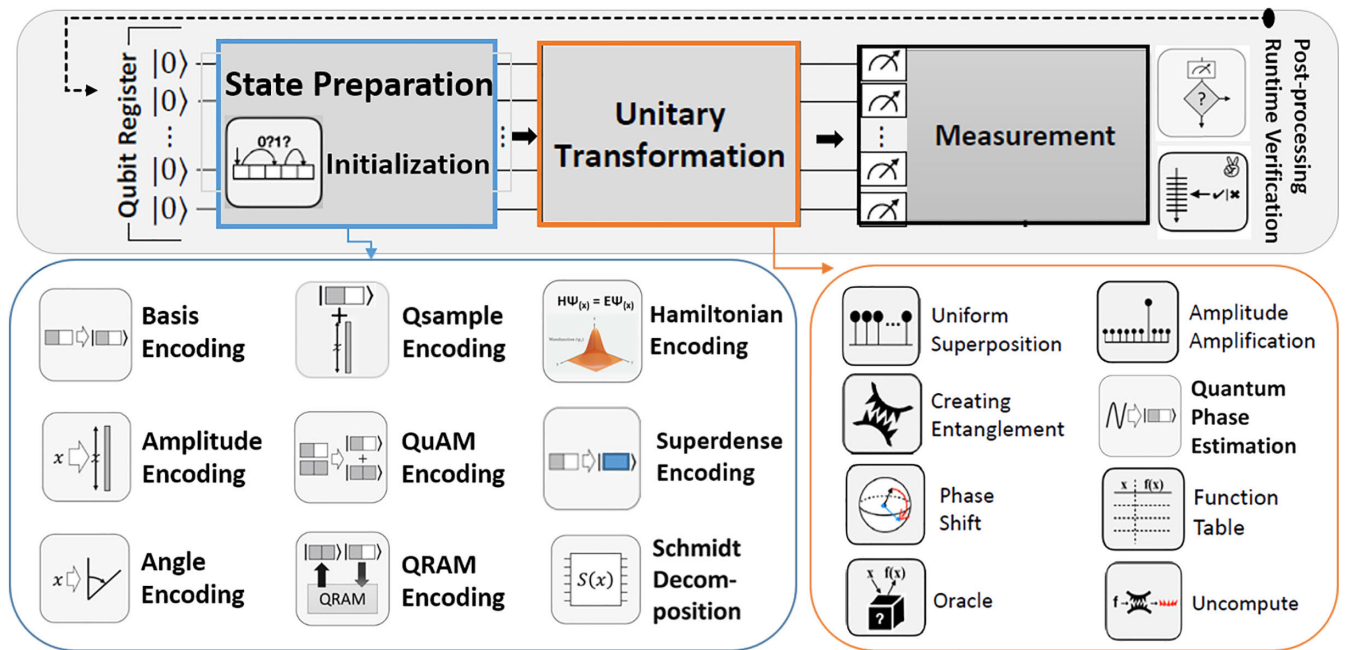 Qubit Register
|0⟩
|0⟩
⋮
|0⟩
|0⟩
State Preparation
0?1?
Initialization
⋮
Unitary
Transformation
⋮
Measurement
?
✓|✖
Post-processing
Runtime Verification
Basis
Encoding
Qsample
Encoding
HΨ(x) = EΨ(x)
Hamiltonian
Encoding
x
Amplitude
Encoding
QuAM
Encoding
+
Superdense
Encoding
x
Angle
Encoding
QRAM
QRAM
Encoding
S(x)
Schmidt
Decom-
position
Uniform
Superposition
Amplitude
Amplification
Creating
Entanglement
Quantum
Phase
Estimation
Phase
Shift
x f(x)
Function
Table
x f(x)
?
Oracle
f
Uncompute